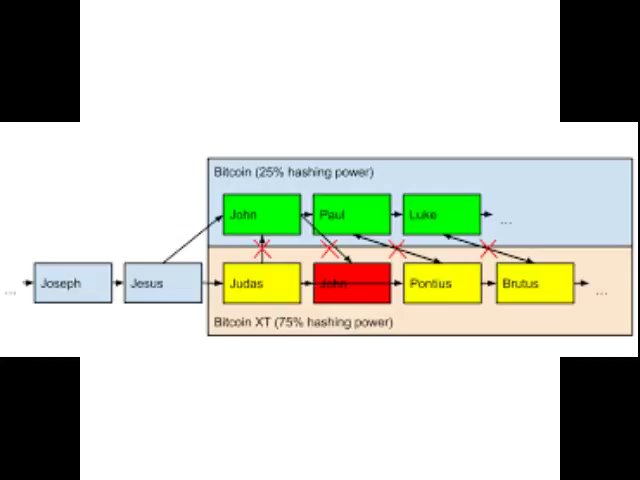 Bitcoin (25% hashing power)
John
Paul
Luke
...
...
Joseph
Jesus
Judas
John
Pontius
Brutus
...
Bitcoin XT (75% hashing power)